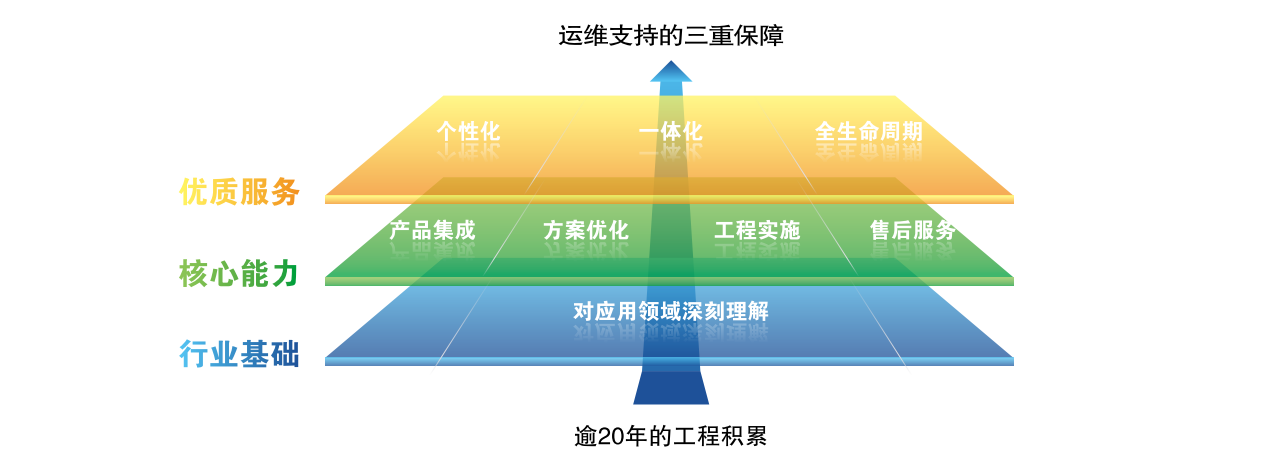 运维支持的三重保障
个性化 一体化 全生命周期
优质服务
产品集成 方案优化 工程实施 售后服务
核心能力
对应用领域深刻理解
行业基础
逾20年的工程积累